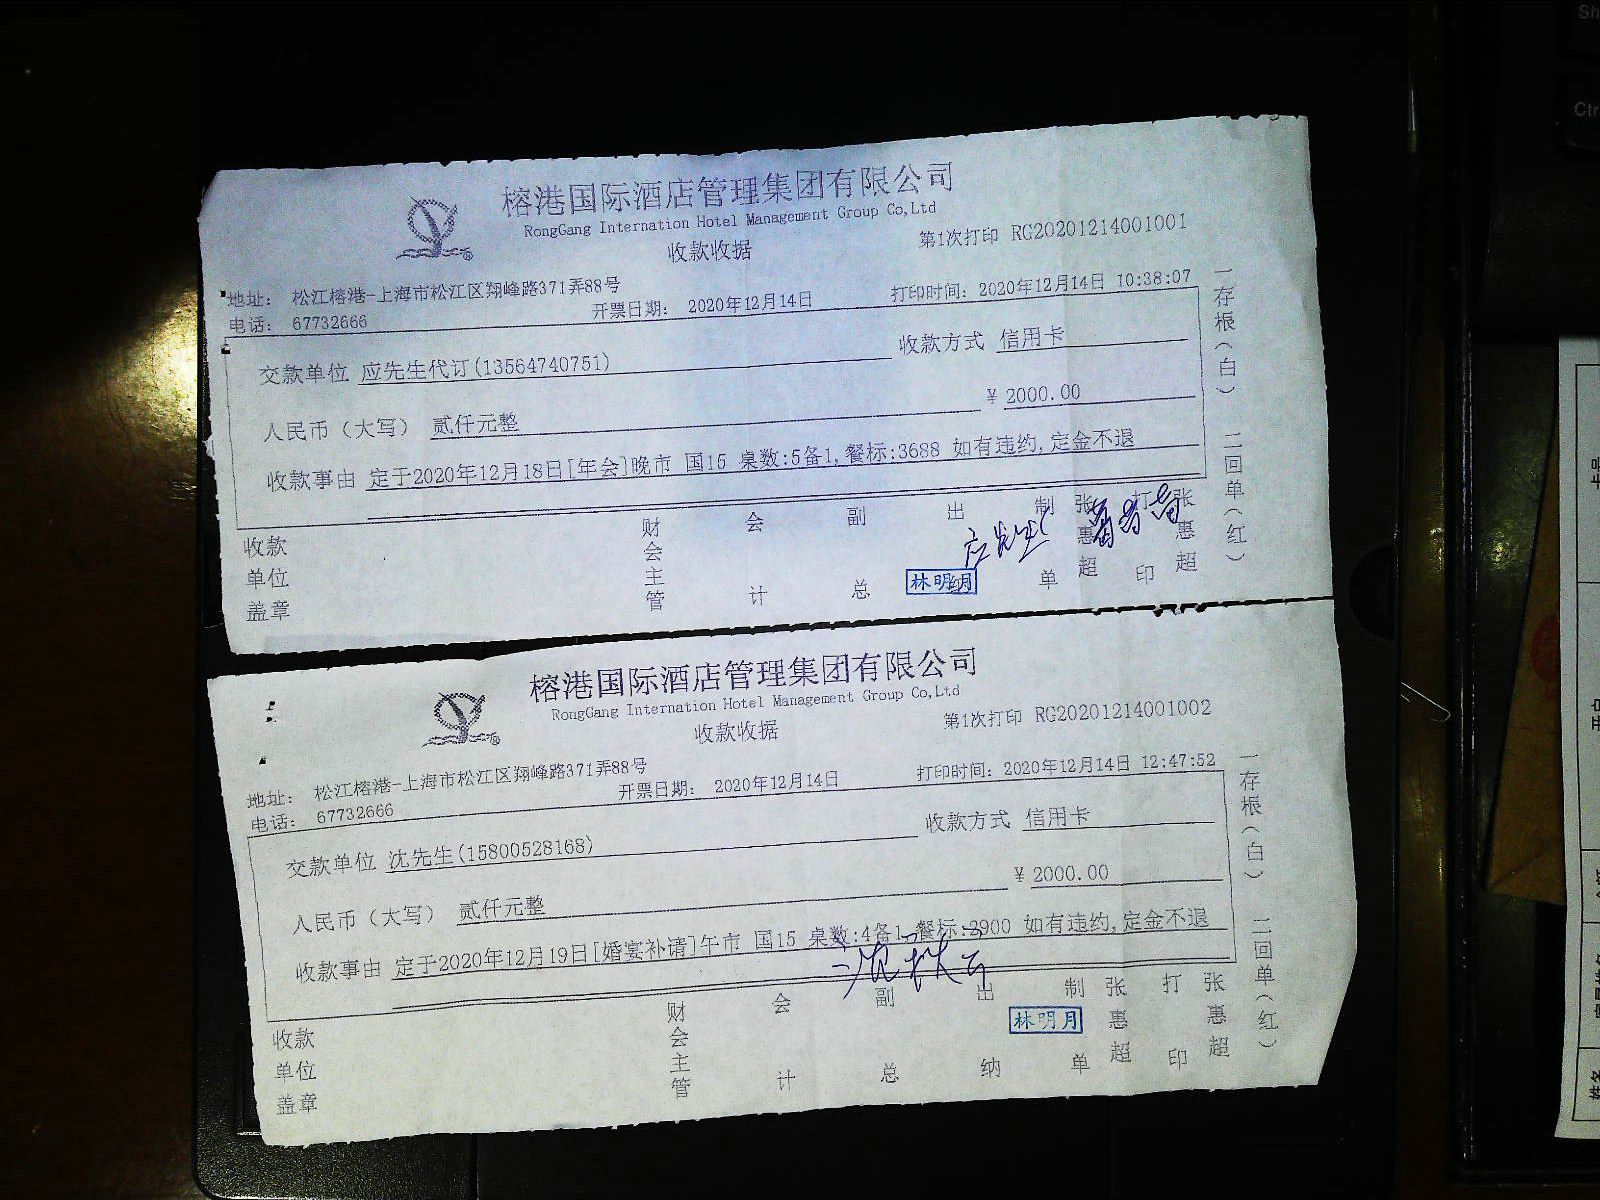 榕港国际酒店管理集团有限公司
RongGang Internation Hotel Management Group Co,Ltd
收款收据
第1次打印 RG20201214001001
地址: 松江榕港-上海市松江区翔峰路371弄88号
电话: 67732666
开票日期: 2020年12月14日
打印时间: 2020年12月14日 10:38:07
交款单位 应先生代订(13564740751)
收款方式 信用卡
人民币(大写) 贰仟元整
¥ 2000.00
收款事由 定于2020年12月18日[年会]晚市 国15 桌数:5备1,餐标:3688 如有违约,定金不退
收款单位盖章
财会主管
会计
副总
出纳
林明月
制单
张惠超
打印
张惠超
一存根(白)
二回单(红)
榕港国际酒店管理集团有限公司
RongGang Internation Hotel Management Group Co,Ltd
收款收据
第1次打印 RG20201214001002
地址: 松江榕港-上海市松江区翔峰路371弄88号
电话: 67732666
开票日期: 2020年12月14日
打印时间: 2020年12月14日 12:47:52
交款单位 沈先生(15800528168)
收款方式 信用卡
人民币(大写) 贰仟元整
¥ 2000.00
收款事由 定于2020年12月19日[婚宴补请]午市 国15 桌数:4备1,餐标:2900 如有违约,定金不退
收款单位盖章
财会主管
会计
副总
出纳
林明月
制单
张惠超
打印
张惠超
一存根(白)
二回单(红)
Ctr